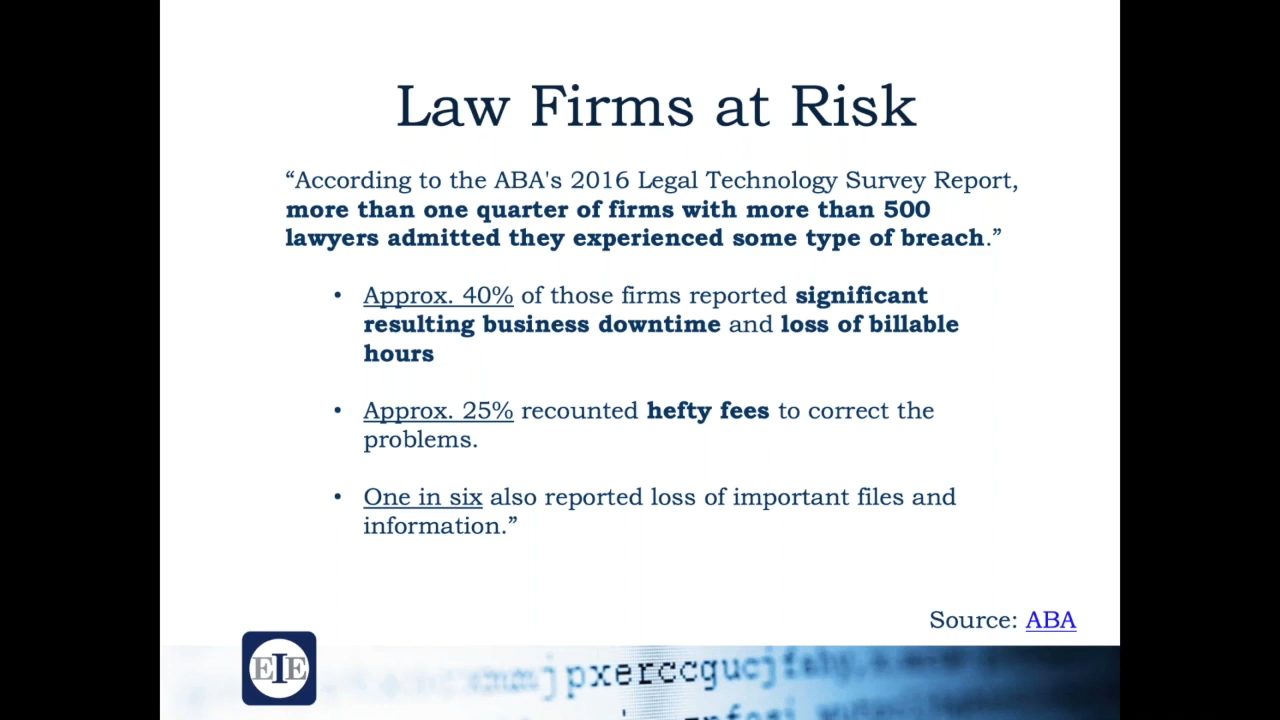 Law Firms at Risk
“According to the ABA's 2016 Legal Technology Survey Report,
more than one quarter of firms with more than 500
lawyers admitted they experienced some type of breach.”
• Approx. 40% of those firms reported significant
resulting business downtime and loss of billable
hours
• Approx. 25% recounted hefty fees to correct the
problems.
• One in six also reported loss of important files and
information.”
Source: ABA
EIE
jpxerccgucj